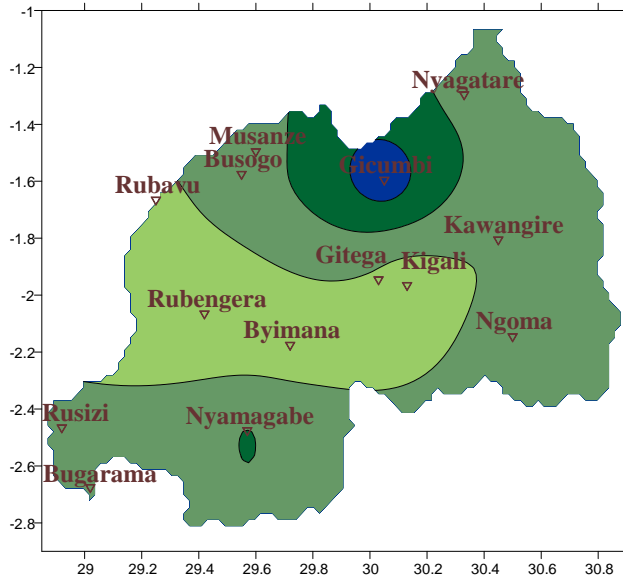 -1
-1.2
-1.4
-1.6
-1.8
-2
-2.2
-2.4
-2.6
-2.8
Nyagatare
Musanze
Busogo
Gicumbi
Rubavu
Kawangire
Gitega
Kigali
Rubengera
Ngoma
Byimana
Rusizi
Nyamagabe
Bugarama
29 29.2 29.4 29.6 29.8 30 30.2 30.4 30.6 30.8